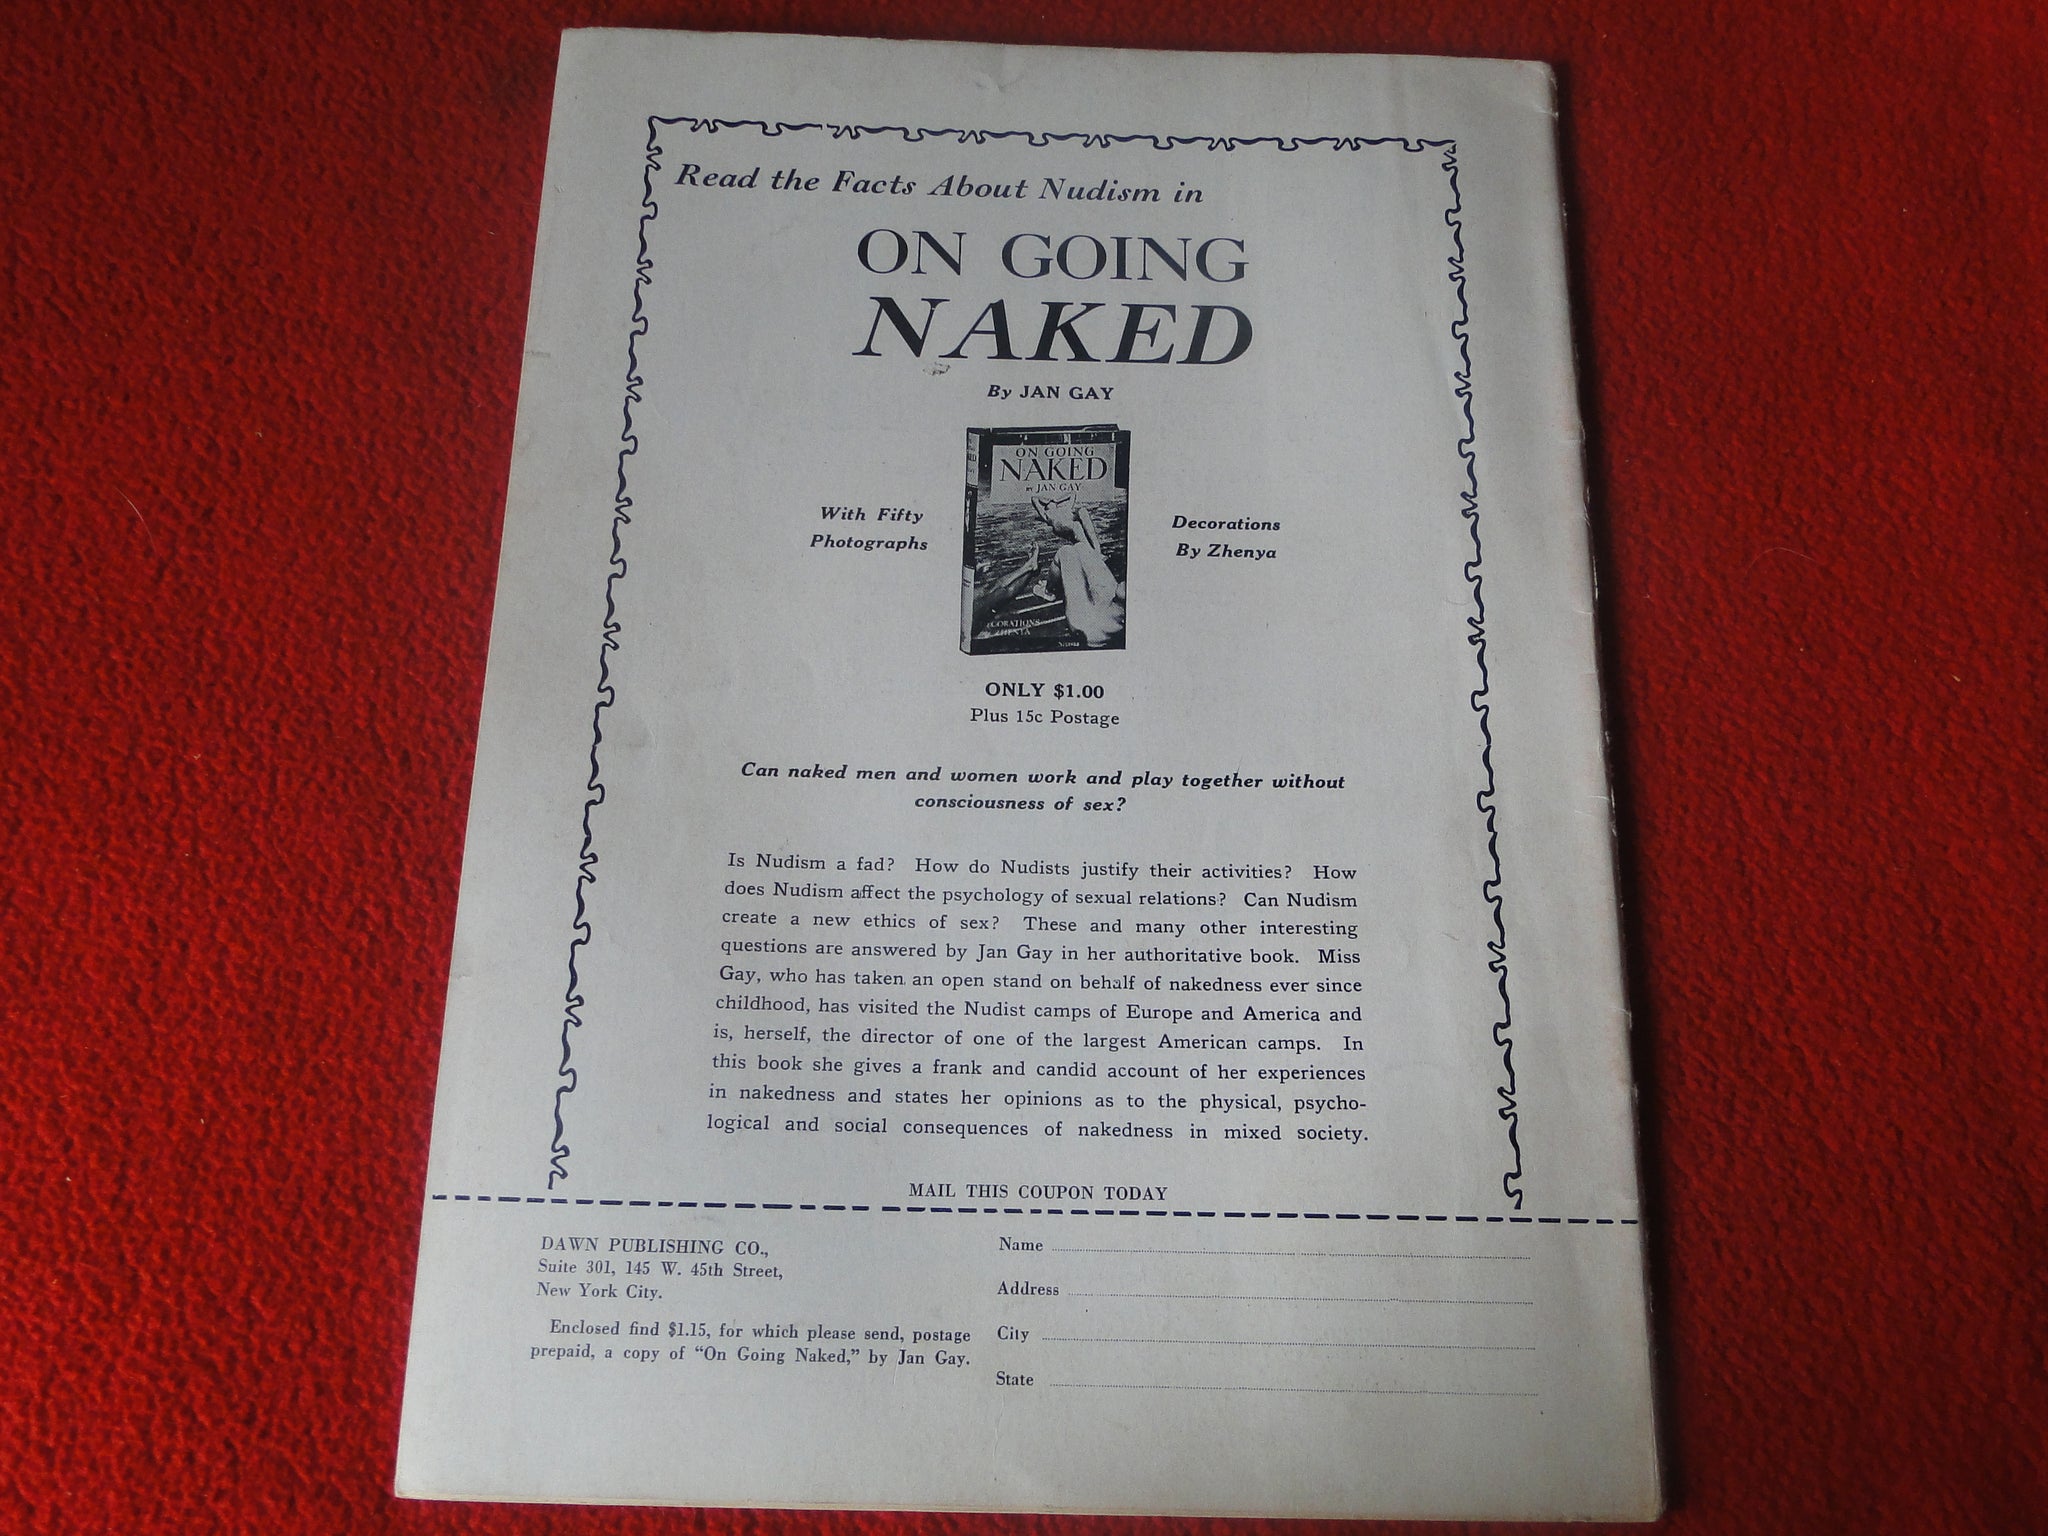 Read the Facts About Nudism in
ON GOING
NAKED
By JAN GAY
ON GOING
NAKED
BY JAN GAY
With Fifty
Photographs
Decorations
By Zhenya
ONLY $1.00
Plus 15c Postage
Can naked men and women work and play together without
consciousness of sex?
Is Nudism a fad? How do Nudists justify their activities? How
does Nudism affect the psychology of sexual relations? Can Nudism
create a new ethics of sex? These and many other interesting
questions are answered by Jan Gay in her authoritative book. Miss
Gay, who has taken an open stand on behalf of nakedness ever since
childhood, has visited the Nudist camps of Europe and America and
is, herself, the director of one of the largest American camps. In
this book she gives a frank and candid account of her experiences
in nakedness and states her opinions as to the physical, psycho-
logical and social consequences of nakedness in mixed society.
MAIL THIS COUPON TODAY
DAWN PUBLISHING CO.,
Suite 301, 145 W. 45th Street,
New York City.
Enclosed find $1.15, for which please send, postage
prepaid, a copy of “On Going Naked,” by Jan Gay.
Name
Address
City
State